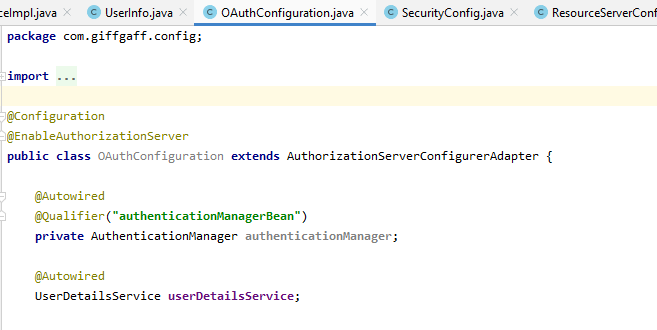 ceImpl.java UserInfo.java OAuthConfiguration.java SecurityConfig.java ResourceServerConf
package com.giffgaff.config;
import ...
@Configuration
@EnableAuthorizationServer
public class OAuthConfiguration extends AuthorizationServerConfigurerAdapter {
@Autowired
@Qualifier("authenticationManagerBean")
private AuthenticationManager authenticationManager;
@Autowired
UserDetailsService userDetailsService;